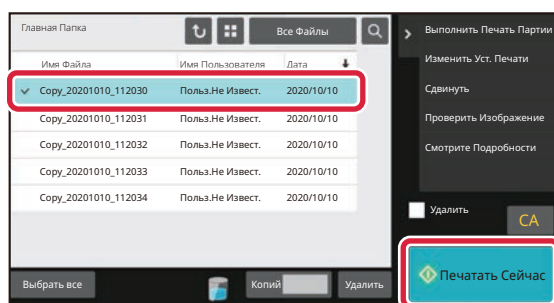 Главная Папка
Все Файлы
Имя Файла Имя Пользователя Дата
Copy_20201010_112030 Польз.Не Извест. 2020/10/10
Copy_20201010_112031 Польз.Не Извест. 2020/10/10
Copy_20201010_112032 Польз.Не Извест. 2020/10/10
Copy_20201010_112033 Польз.Не Извест. 2020/10/10
Copy_20201010_112034 Польз.Не Извест. 2020/10/10
Выбрать все
Копий
Удалить
Выполнить Печать Партии
Изменить Уст. Печати
Сдвинуть
Проверить Изображение
Смотрите Подробности
Удалить
CA
Печатать Сейчас